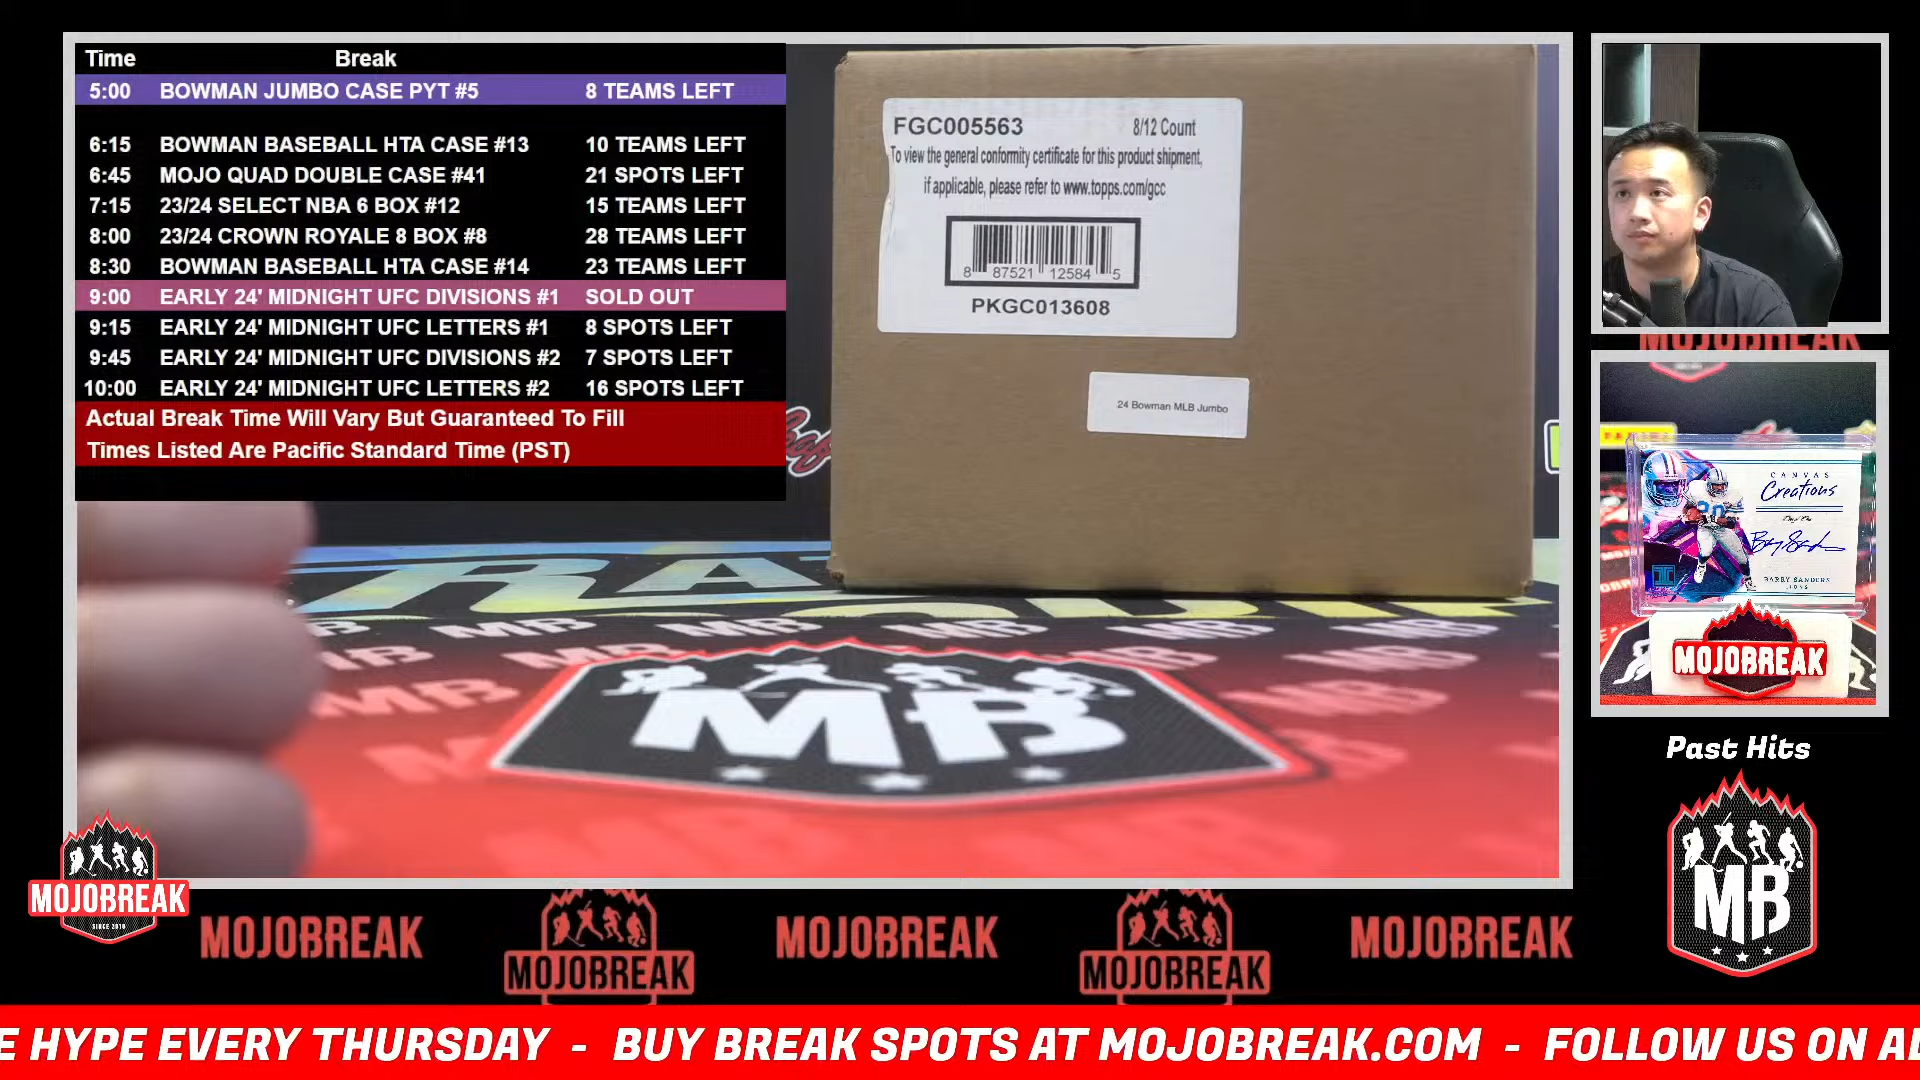 Time Break
5:00 BOWMAN JUMBO CASE PYT #5 8 TEAMS LEFT
6:15 BOWMAN BASEBALL HTA CASE #13 10 TEAMS LEFT
6:45 MOJO QUAD DOUBLE CASE #41 21 SPOTS LEFT
7:15 23/24 SELECT NBA 6 BOX #12 15 TEAMS LEFT
8:00 23/24 CROWN ROYALE 8 BOX #8 28 TEAMS LEFT
8:30 BOWMAN BASEBALL HTA CASE #14 23 TEAMS LEFT
9:00 EARLY 24' MIDNIGHT UFC DIVISIONS #1 SOLD OUT
9:15 EARLY 24' MIDNIGHT UFC LETTERS #1 8 SPOTS LEFT
9:45 EARLY 24' MIDNIGHT UFC DIVISIONS #2 7 SPOTS LEFT
10:00 EARLY 24' MIDNIGHT UFC LETTERS #2 16 SPOTS LEFT
Actual Break Time Will Vary But Guaranteed To Fill
Times Listed Are Pacific Standard Time (PST)
FGC005563 8/12 Count
To view the general conformity certificate for this product shipment,
if applicable, please refer to www.topps.com/gcc
8 87521 12584 5
PKGC013608
24 Bowman MLB Jumbo
MB
CANVAS
Creations
BARRY SANDERS
LIONS
MOJOBREAK
Past Hits
MB
MOJOBREAK
SINCE 2010
MOJOBREAK MOJOBREAK MOJOBREAK MOJOBREAK MOJOBREAK
E HYPE EVERY THURSDAY - BUY BREAK SPOTS AT MOJOBREAK.COM - FOLLOW US ON AL